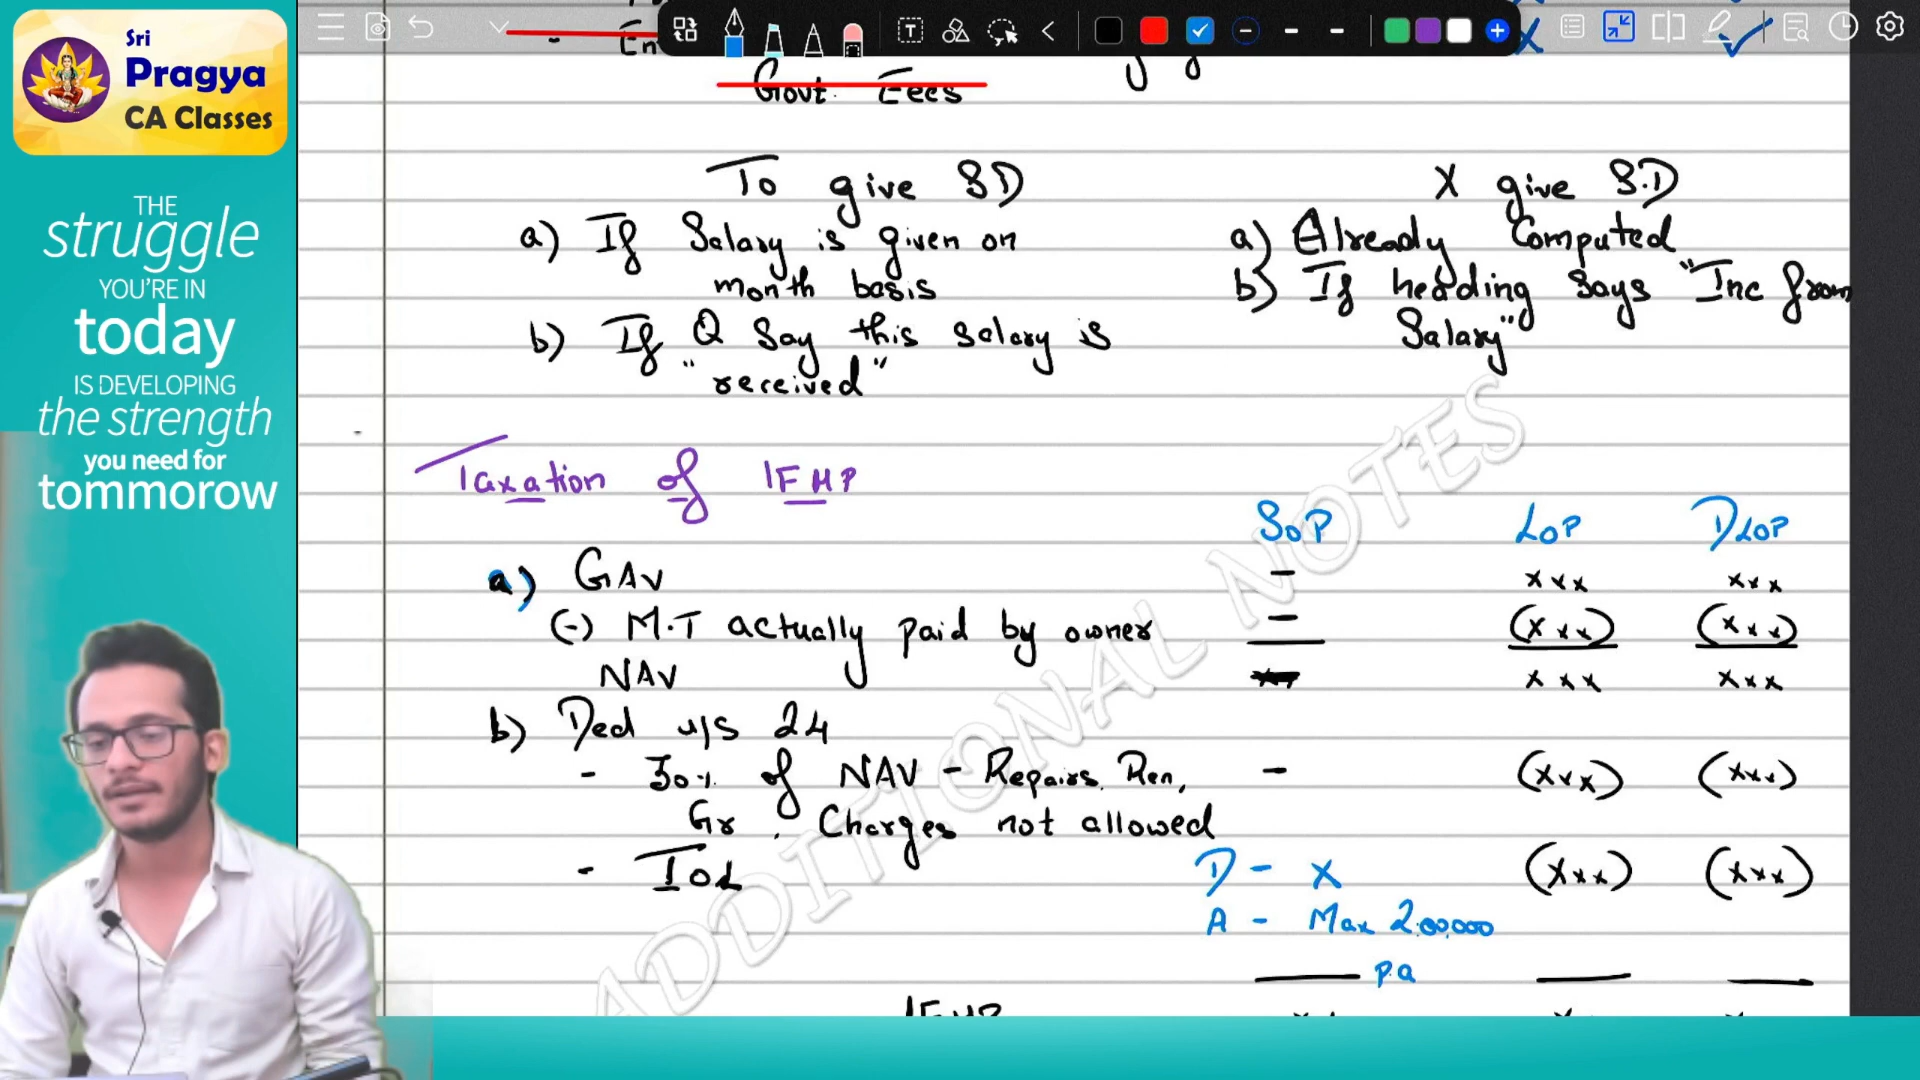 Sri
Pragya
CA Classes
THE
struggle
YOU'RE IN
today
IS DEVELOPING
the strength
you need for
tommorow
Govt. Fees
To give SD
a) If Salary is given on
month basis
b) If Q Say this salary is
"received"
X give S.D
a) Already Computed
b) If heading Says "Inc from
Salary"
Taxation of IFHP
SOP LOP DLOP
a) GAV - xxx xxx
(-) M.T actually paid by owner - (xxx) (xxx)
NAV xxx xxx
b) Ded u/s 24
- 30% of NAV - Repairs, Ren, - (xxx) (xxx)
Gr. Charges not allowed
- IOL D - X (xxx) (xxx)
A - Max 2,00,000
p.a
IFHP
ADDITIONAL NOTES